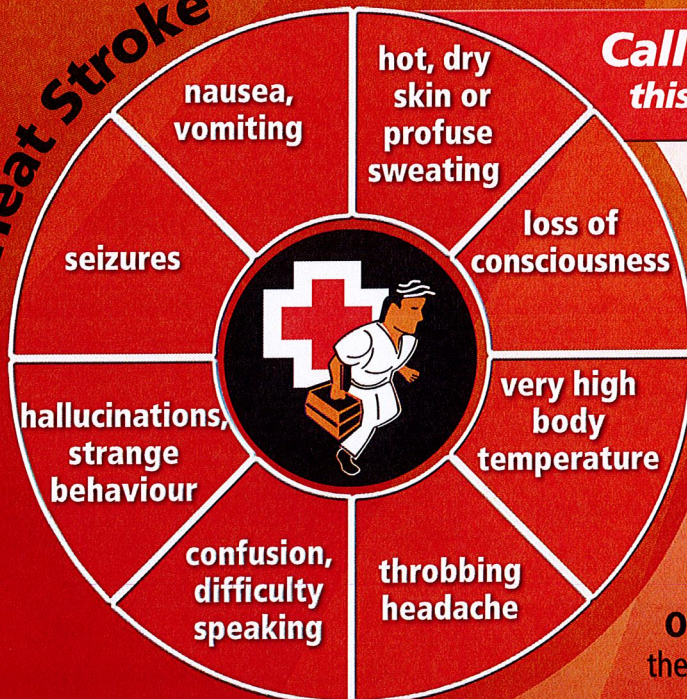 Heat Stroke
Call
this
hot, dry
skin or
profuse
sweating
loss of
consciousness
very high
body
temperature
throbbing
headache
confusion,
difficulty
speaking
hallucinations,
strange
behaviour
seizures
nausea,
vomiting
the